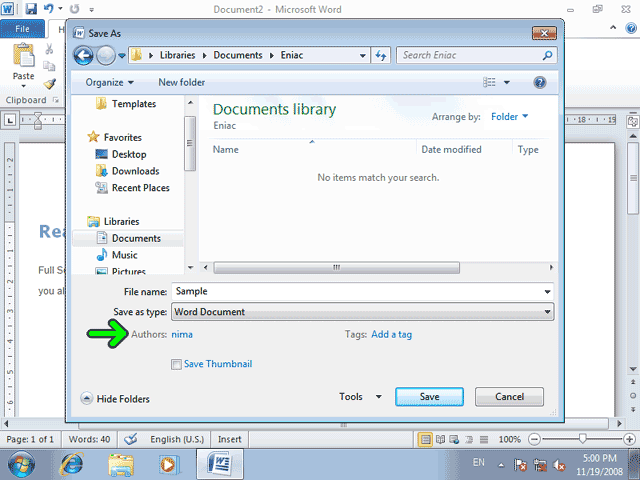 Document2 - Microsoft Word
File
Paste
Clipboard
Save As
Libraries Documents Eniac
Search Eniac
Organize New folder
Templates
Favorites
Desktop
Downloads
Recent Places
Libraries
Documents
Music
Pictures
Documents library
Eniac
Arrange by: Folder
Name Date modified Type
No items match your search.
18 19
Rea
Full S
you al
File name: Sample
Save as type: Word Document
Authors: nima Tags: Add a tag
Save Thumbnail
Hide Folders Tools Save Cancel
Page: 1 of 1 Words: 40 English (U.S.) Insert 100%
EN 5:00 PM
11/19/2008